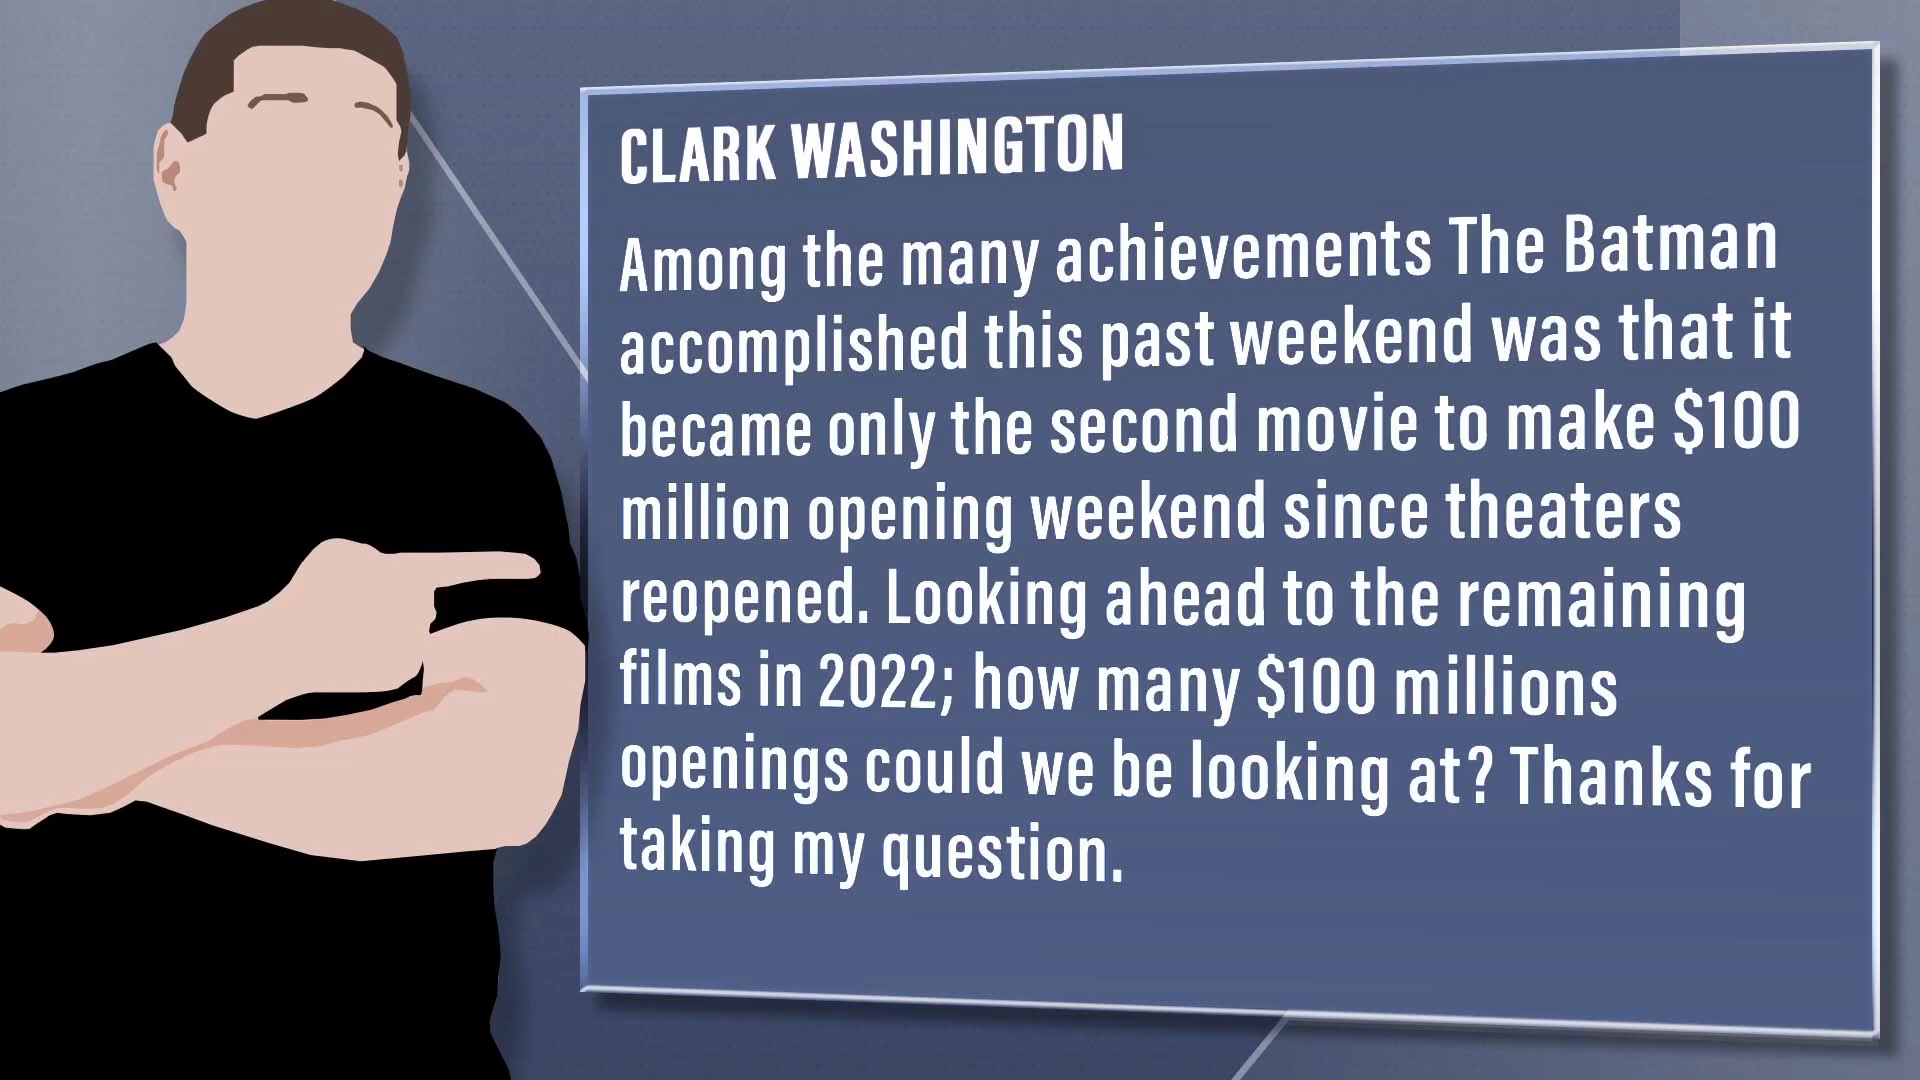 CLARK WASHINGTON
Among the many achievements The Batman
accomplished this past weekend was that it
became only the second movie to make $100
million opening weekend since theaters
reopened. Looking ahead to the remaining
films in 2022; how many $100 millions
openings could we be looking at? Thanks for
taking my question.